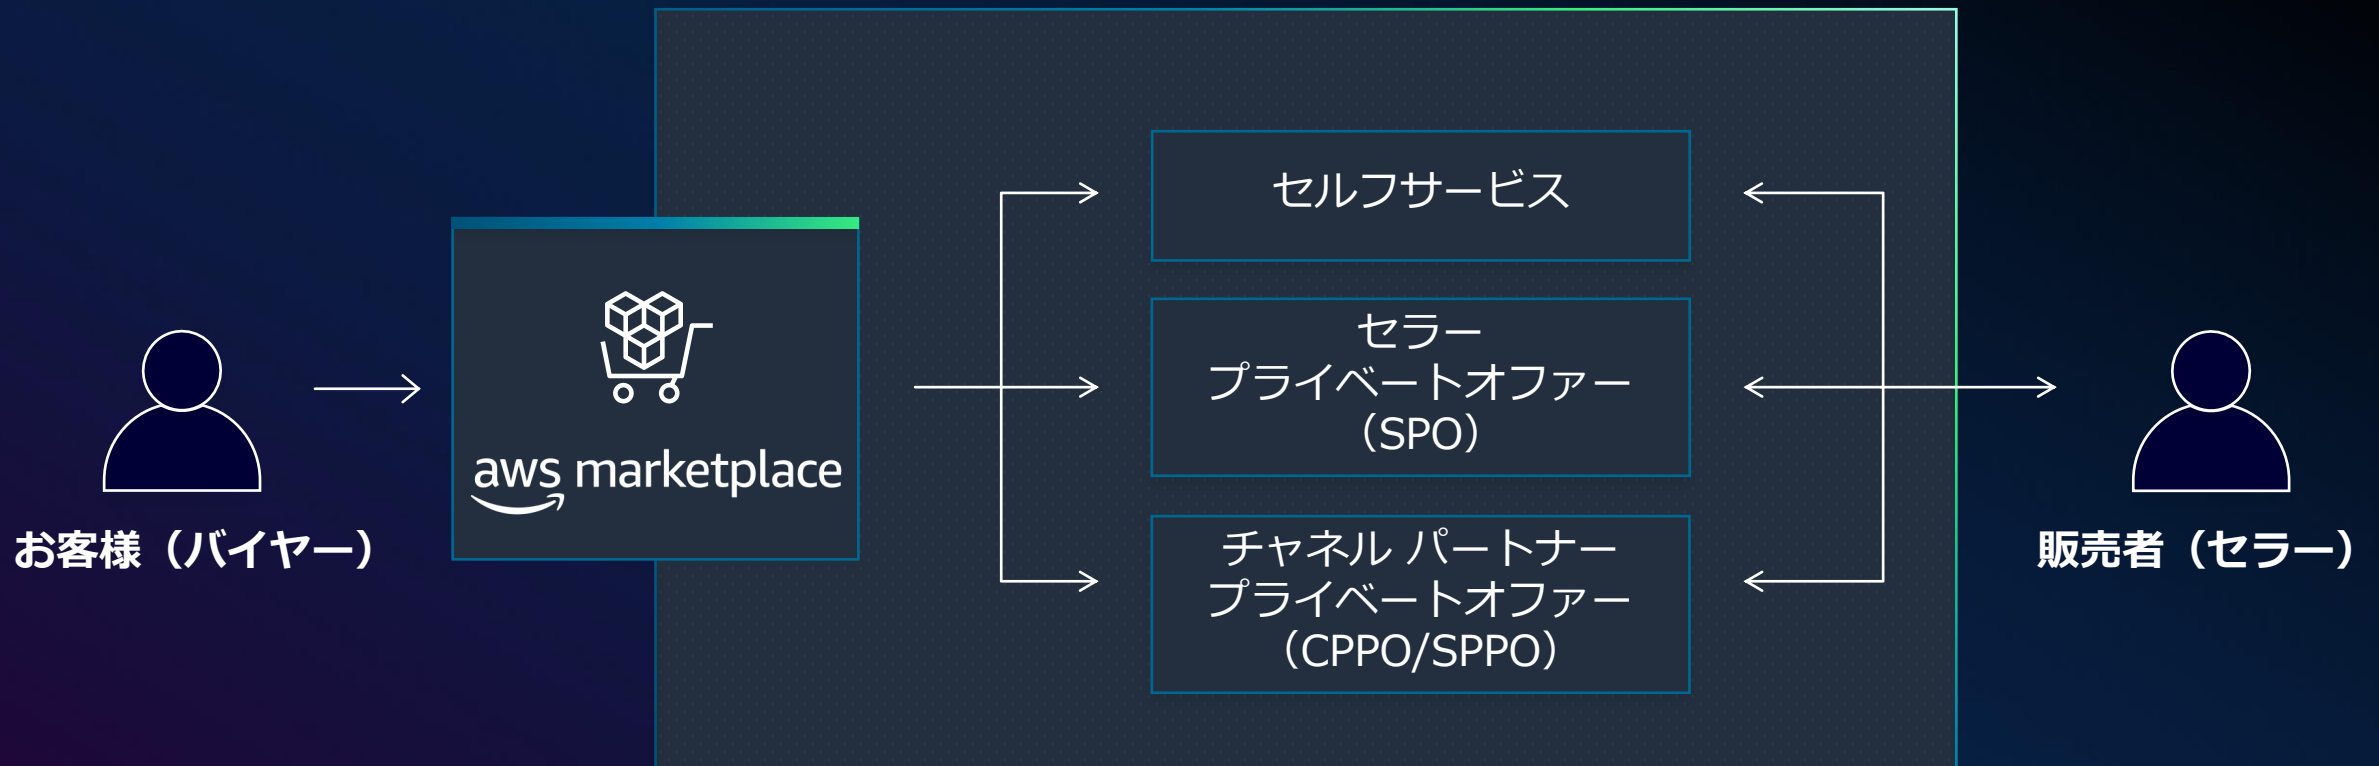 お客様（バイヤー）
aws marketplace
セルフサービス
セラー
プライベートオファー
（SPO）
チャネル パートナー
プライベートオファー
（CPPO/SPPO）
販売者（セラー）